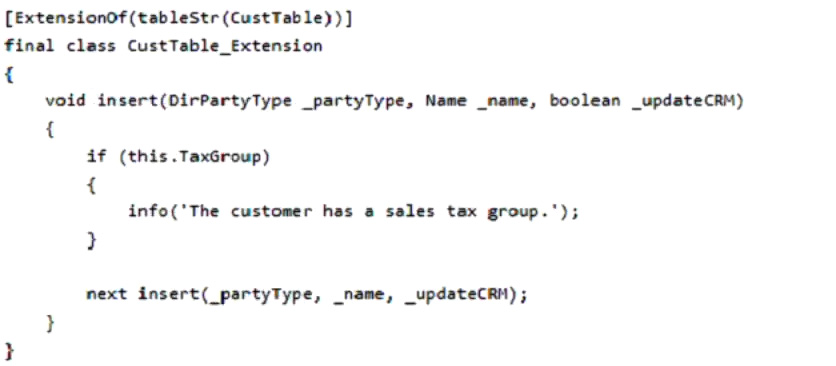 [ExtensionOf(tableStr(CustTable))]
final class CustTable_Extension
{
    void insert(DirPartyType _partyType, Name _name, boolean _updateCRM)
    {
        if (this.TaxGroup)
        {
            info('The customer has a sales tax group.');
        }

        next insert(_partyType, _name, _updateCRM);
    }
}